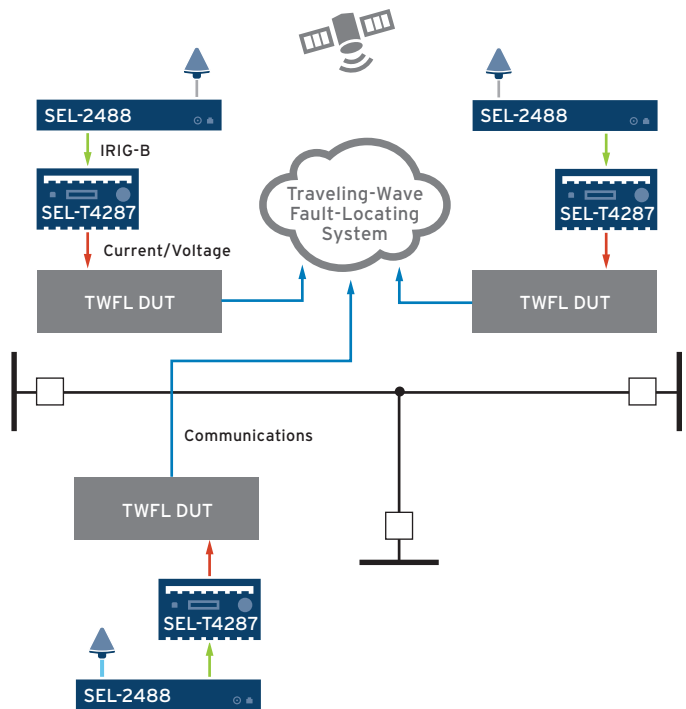 SEL-2488
SEL-2488
IRIG-B
SEL-T4287
SEL-T4287
Traveling-Wave
Fault-Locating
System
Current/Voltage
TWFL DUT
TWFL DUT
Communications
TWFL DUT
SEL-T4287
SEL-2488